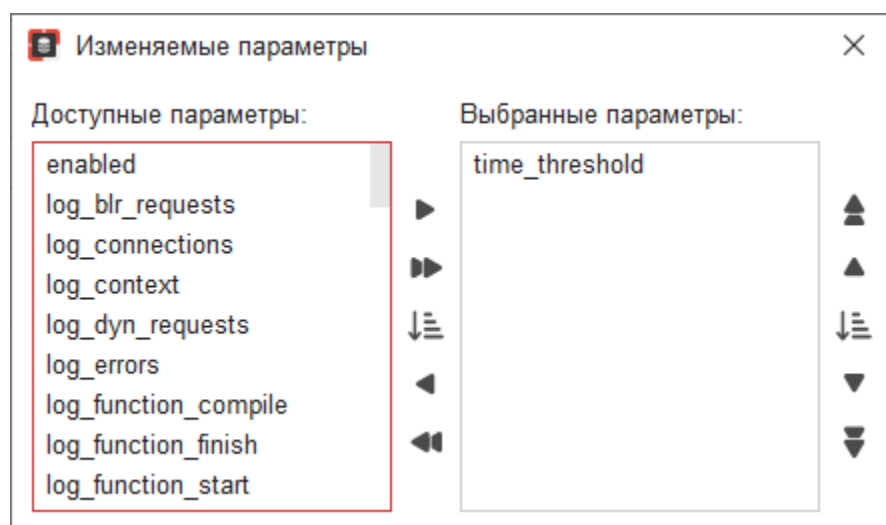 Изменяемые параметры
Доступные параметры:
enabled
log_blr_requests
log_connections
log_context
log_dyn_requests
log_errors
log_function_compile
log_function_finish
log_function_start
Выбранные параметры:
time_threshold